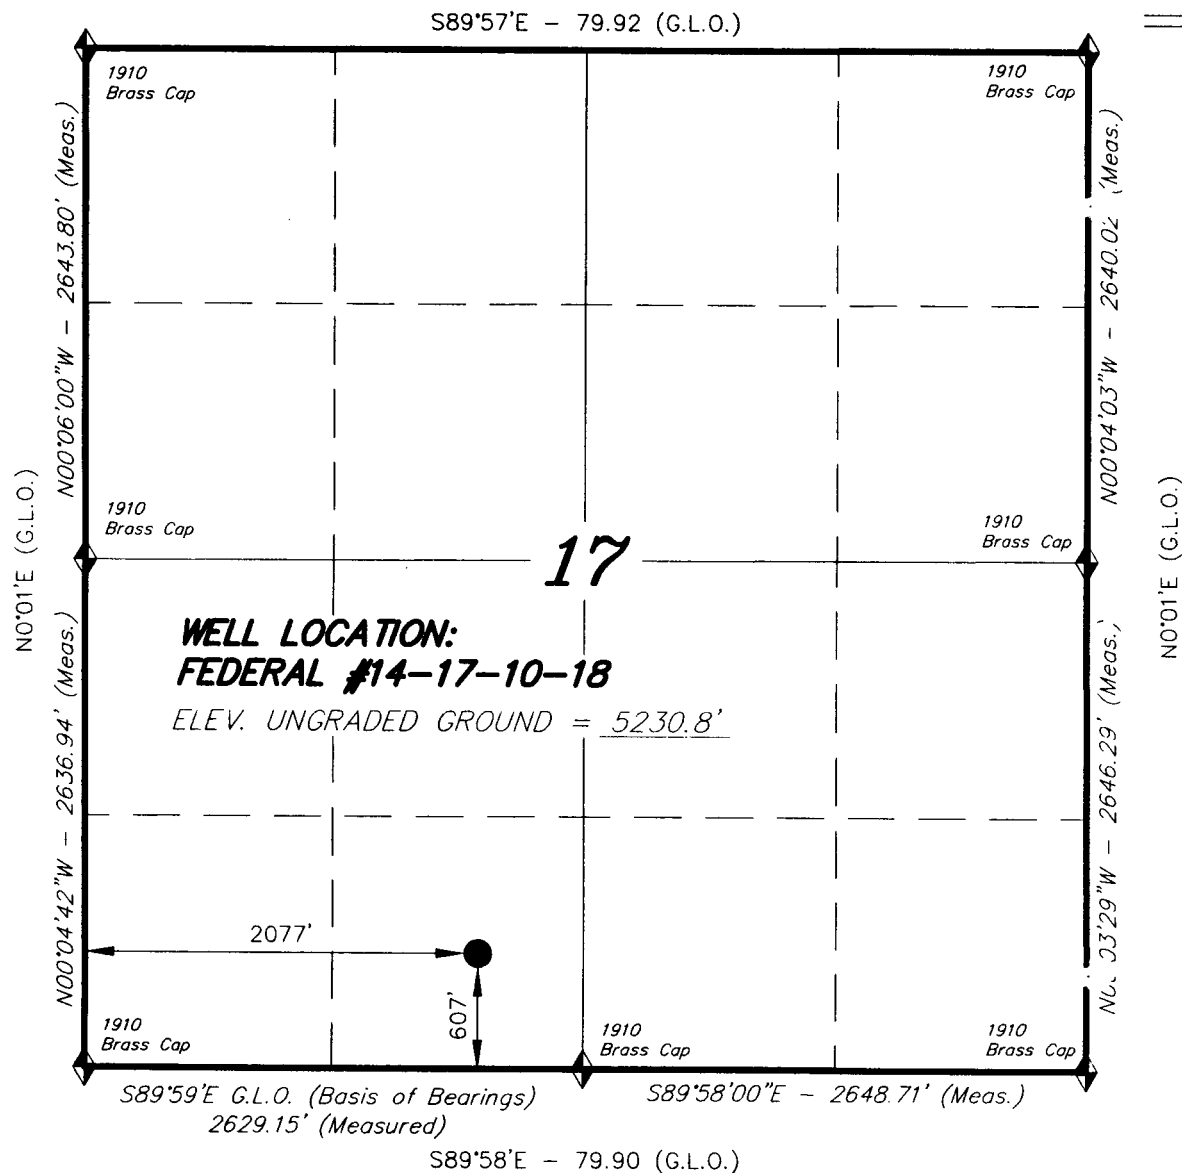 S89°57'E - 79.92 (G.L.O.)
1910
Brass Cap
1910
Brass Cap
N00°06'00"W - 2643.80' (Meas.)
N00°04'03"W - 2640.02 (Meas.)
N0°01'E (G.L.O.)
N0°01'E (G.L.O.)
1910
Brass Cap
1910
Brass Cap
17
WELL LOCATION:
FEDERAL #14-17-10-18
ELEV. UNGRADED GROUND = 5230.8'
N00°04'42"W - 2636.94' (Meas.)
03'29"W - 2646.29' (Meas.)
2077'
607'
1910
Brass Cap
1910
Brass Cap
1910
Brass Cap
S89°59'E G.L.O. (Basis of Bearings)
2629.15' (Measured)
S89°58'00"E - 2648.71' (Meas.)
S89°58'E - 79.90 (G.L.O.)